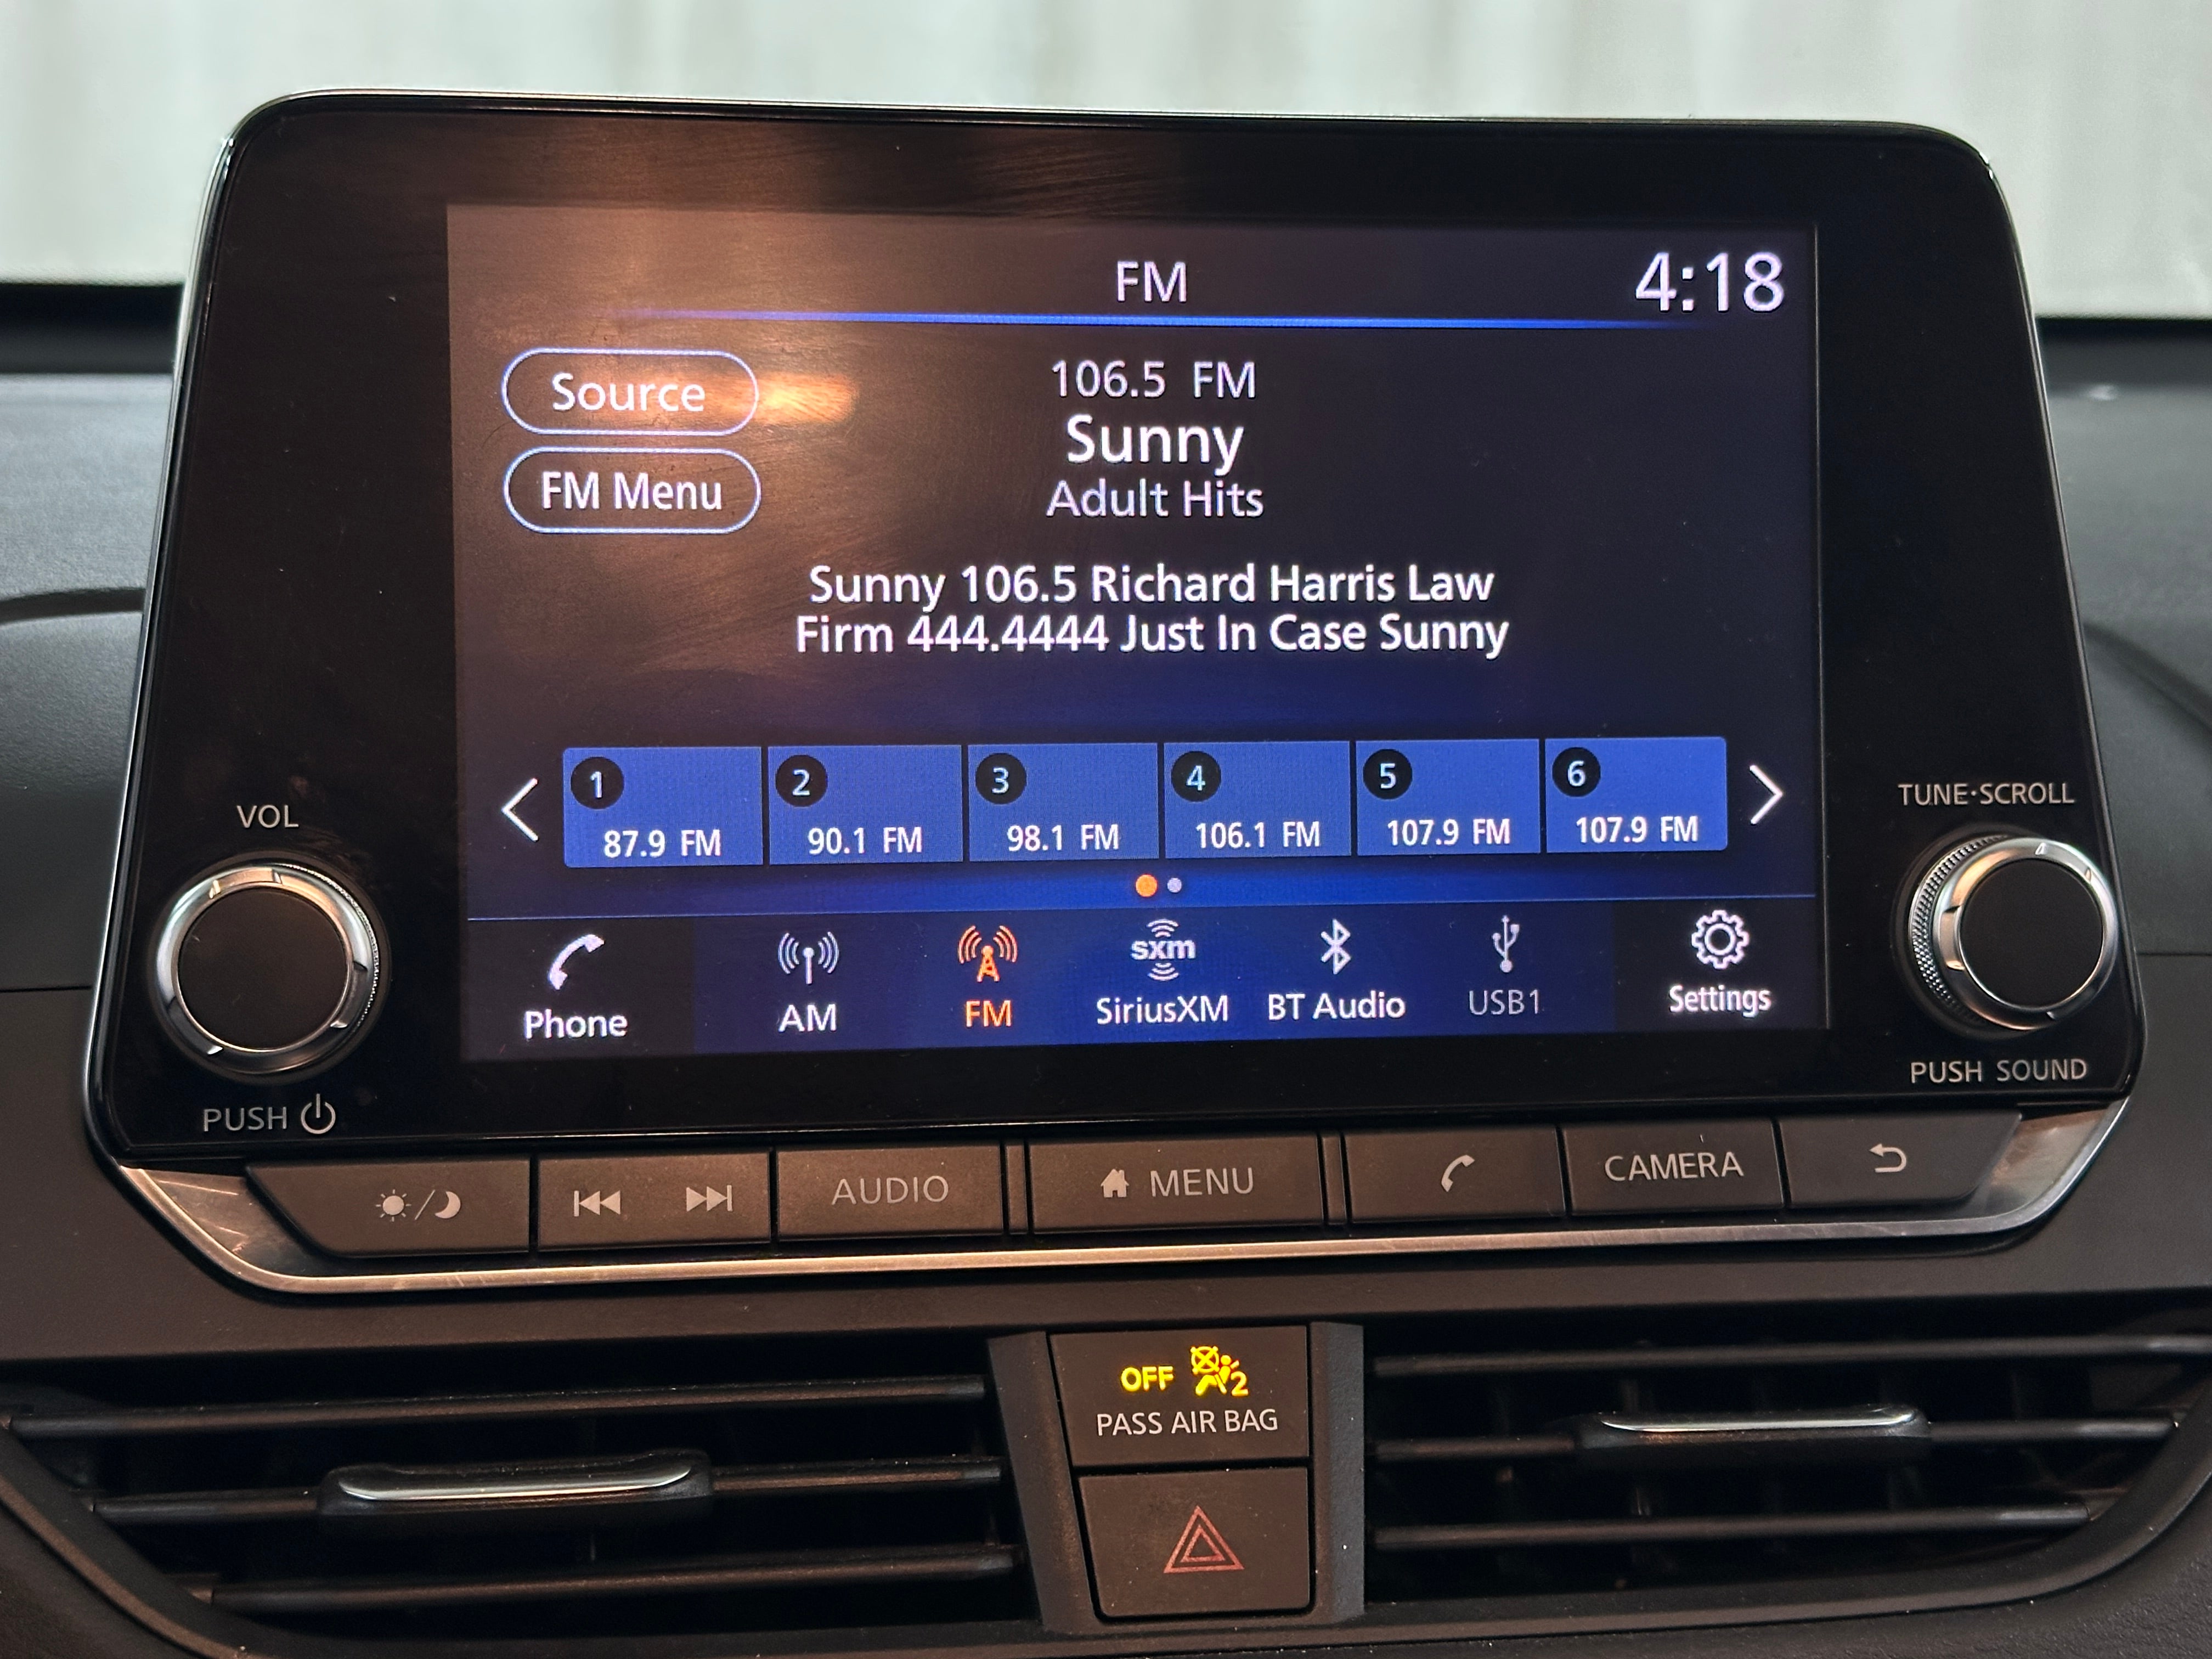 FM
4:18
Source
106.5 FM
Sunny
FM Menu
Adult Hits
Sunny 106.5 Richard Harris Law
Firm 444.4444 Just In Case Sunny
1
2
3
4
5
6
87.9 FM
90.1 FM
98.1 FM
106.1 FM
107.9 FM
107.9 FM
VOL
TUNE·SCROLL
sxm
Phone
AM
FM
SiriusXM
BT Audio
USB1
Settings
PUSH
PUSH SOUND
AUDIO
MENU
CAMERA
OFF 2
PASS AIR BAG